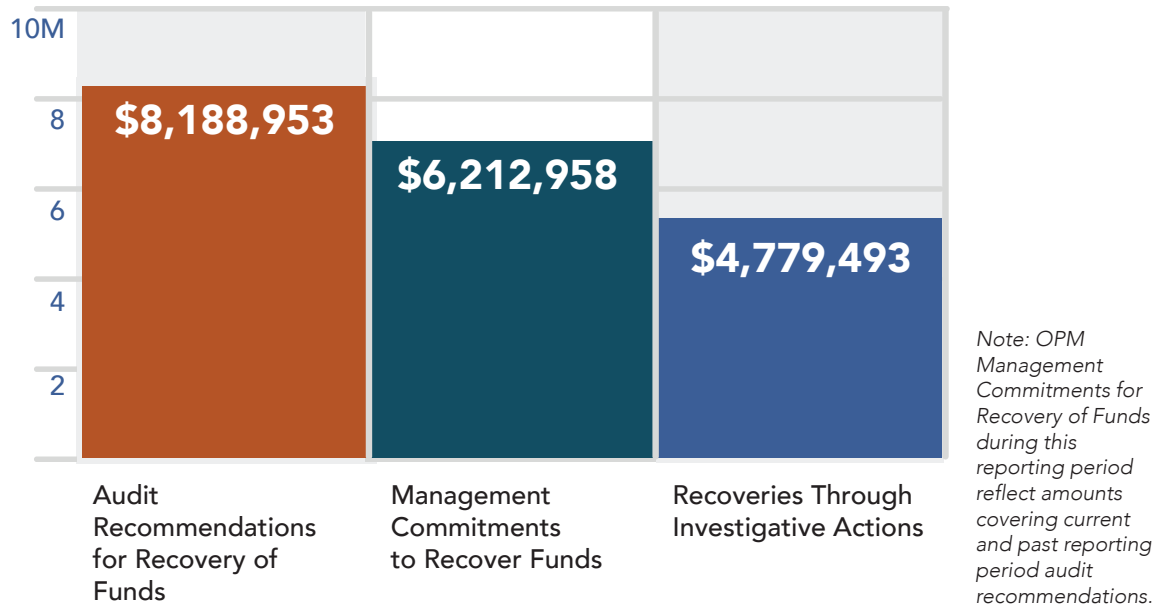 10M
8
6
4
2
$8,188,953
$6,212,958
$4,779,493
Audit
Recommendations
for Recovery of
Funds
Management
Commitments
to Recover Funds
Recoveries Through
Investigative Actions
Note: OPM
Management
Commitments for
Recovery of Funds
during this
reporting period
reflect amounts
covering current
and past reporting
period audit
recommendations.